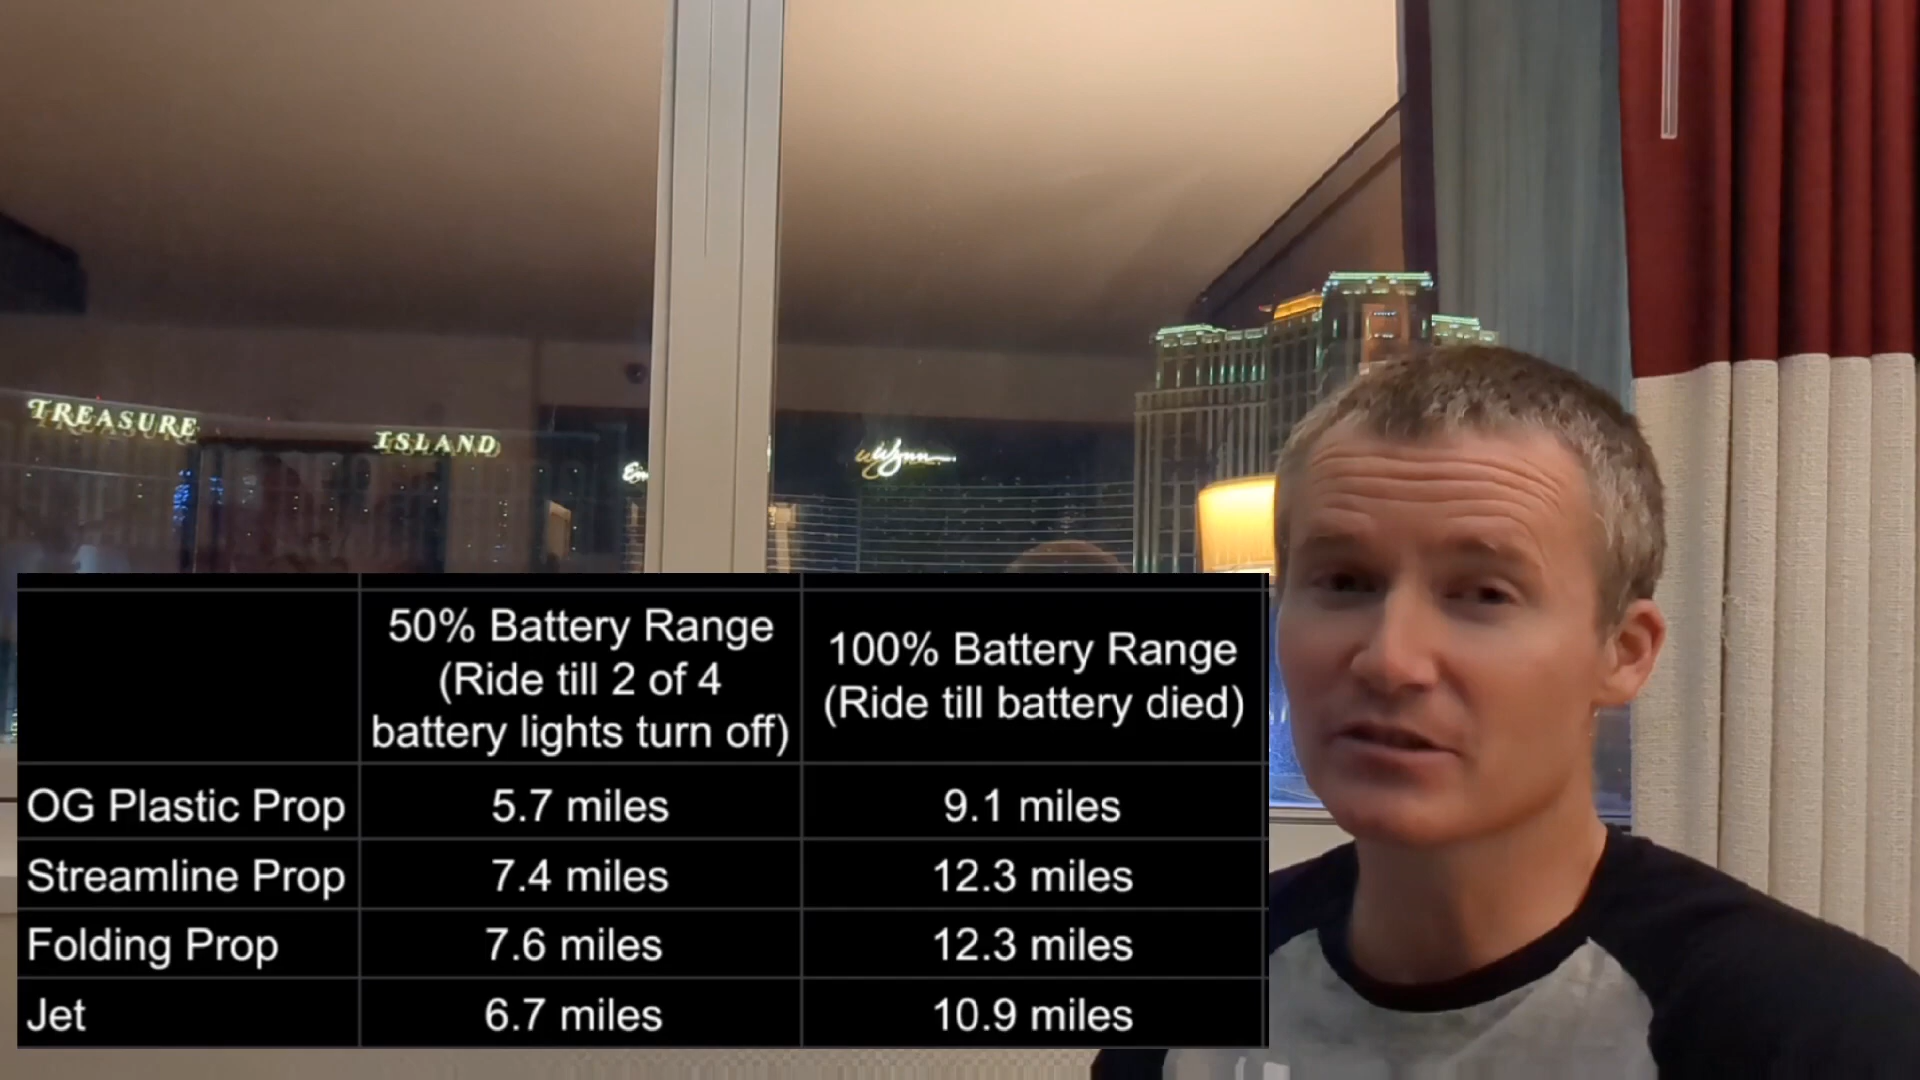 TREASURE ISLAND
Wynn
50% Battery Range
(Ride till 2 of 4
battery lights turn off)
100% Battery Range
(Ride till battery died)
OG Plastic Prop 5.7 miles 9.1 miles
Streamline Prop 7.4 miles 12.3 miles
Folding Prop 7.6 miles 12.3 miles
Jet 6.7 miles 10.9 miles